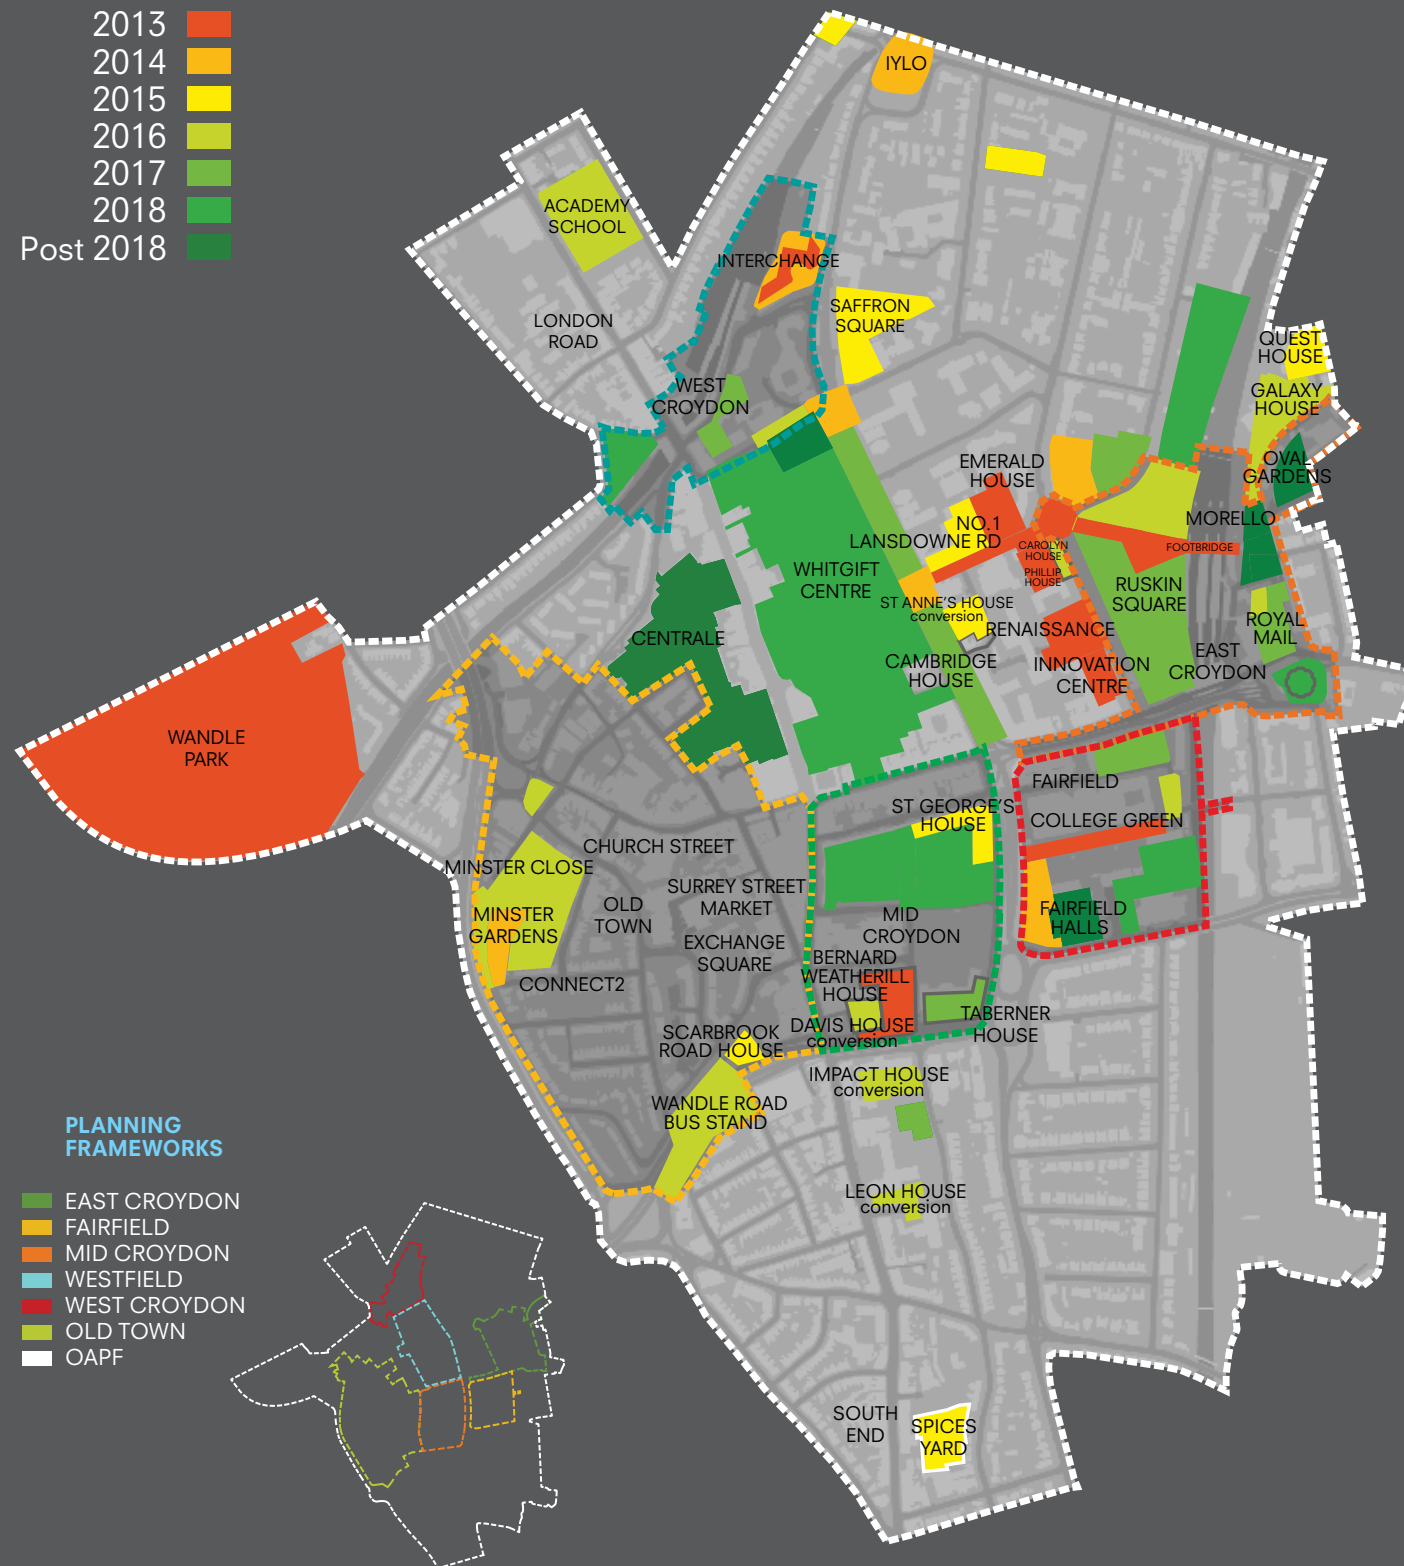 2013
2014
2015
2016
2017
2018
Post 2018
IYLO
ACADEMY
SCHOOL
INTERCHANGE
LONDON
ROAD
SAFFRON
SQUARE
QUEST
HOUSE
WEST
CROYDON
GALAXY
HOUSE
EMERALD
HOUSE
OVAL
GARDENS
NO.1
LANSDOWNE RD
MORELLO
CAROLYN
HOUSE
FOOTBRIDGE
PHILLIP
HOUSE
WHITGIFT
CENTRE
RUSKIN
SQUARE
ST ANNE'S HOUSE
conversion
RENAISSANCE
ROYAL
MAIL
CENTRALE
EAST
CROYDON
CAMBRIDGE
HOUSE
INNOVATION
CENTRE
WANDLE
PARK
FAIRFIELD
ST GEORGE'S
HOUSE
COLLEGE GREEN
CHURCH STREET
MINSTER CLOSE
SURREY STREET
MARKET
OLD
TOWN
MINSTER
GARDENS
MID
CROYDON
FAIRFIELD
HALLS
EXCHANGE
SQUARE
BERNARD
WEATHERILL
HOUSE
CONNECT2
TABERNER
HOUSE
DAVIS HOUSE
conversion
SCARBROOK
ROAD HOUSE
IMPACT HOUSE
conversion
WANDLE ROAD
BUS STAND
LEON HOUSE
conversion
SOUTH
END
SPICES
YARD
PLANNING
FRAMEWORKS
EAST CROYDON
FAIRFIELD
MID CROYDON
WESTFIELD
WEST CROYDON
OLD TOWN
OAPF